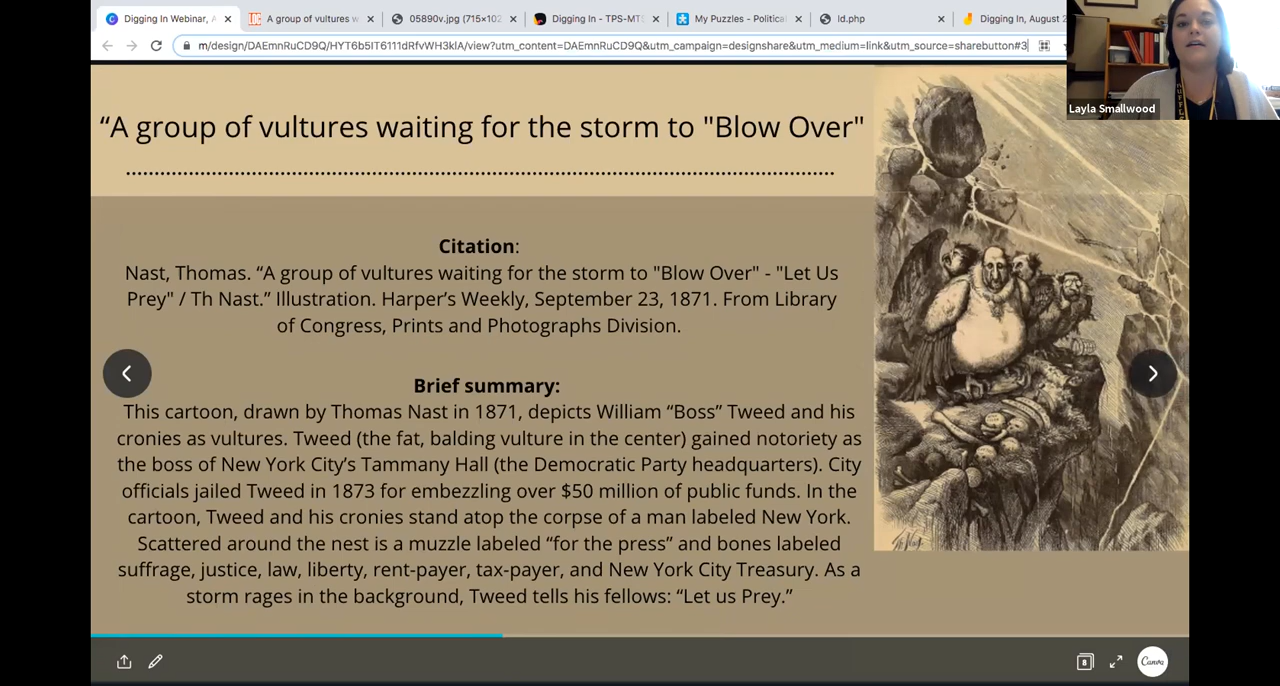 Digging In Webinar, A
A group of vultures w
05890v.jpg (715×102
Digging In - TPS-MT
My Puzzles - Political
ld.php
Digging In, August 2
m/design/DAEmnRuCD9Q/HYT6b5IT6111dRfvWH3kIA/view?utm_content=DAEmnRuCD9Q&utm_campaign=designshare&utm_medium=link&utm_source=sharebutton#3
Layla Smallwood
“A group of vultures waiting for the storm to "Blow Over"
Citation:
Nast, Thomas. “A group of vultures waiting for the storm to "Blow Over" - "Let Us
Prey" / Th Nast.” Illustration. Harper’s Weekly, September 23, 1871. From Library
of Congress, Prints and Photographs Division.
Brief summary:
This cartoon, drawn by Thomas Nast in 1871, depicts William “Boss” Tweed and his
cronies as vultures. Tweed (the fat, balding vulture in the center) gained notoriety as
the boss of New York City’s Tammany Hall (the Democratic Party headquarters). City
officials jailed Tweed in 1873 for embezzling over $50 million of public funds. In the
cartoon, Tweed and his cronies stand atop the corpse of a man labeled New York.
Scattered around the nest is a muzzle labeled “for the press” and bones labeled
suffrage, justice, law, liberty, rent-payer, tax-payer, and New York City Treasury. As a
storm rages in the background, Tweed tells his fellows: “Let us Prey.”
Th. Nast.
8
Canva